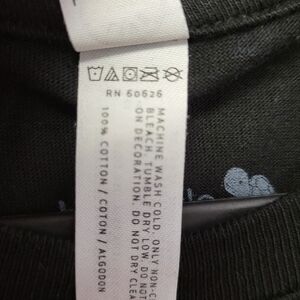 RN 60626
MACHINE WASH COLD. ONLY NON-C
BLEACH. TUMBLE DRY LOW. DO NOT
ON DECORATION. DO NOT DRY CLEA
100% COTTON / COTON / ALGODON